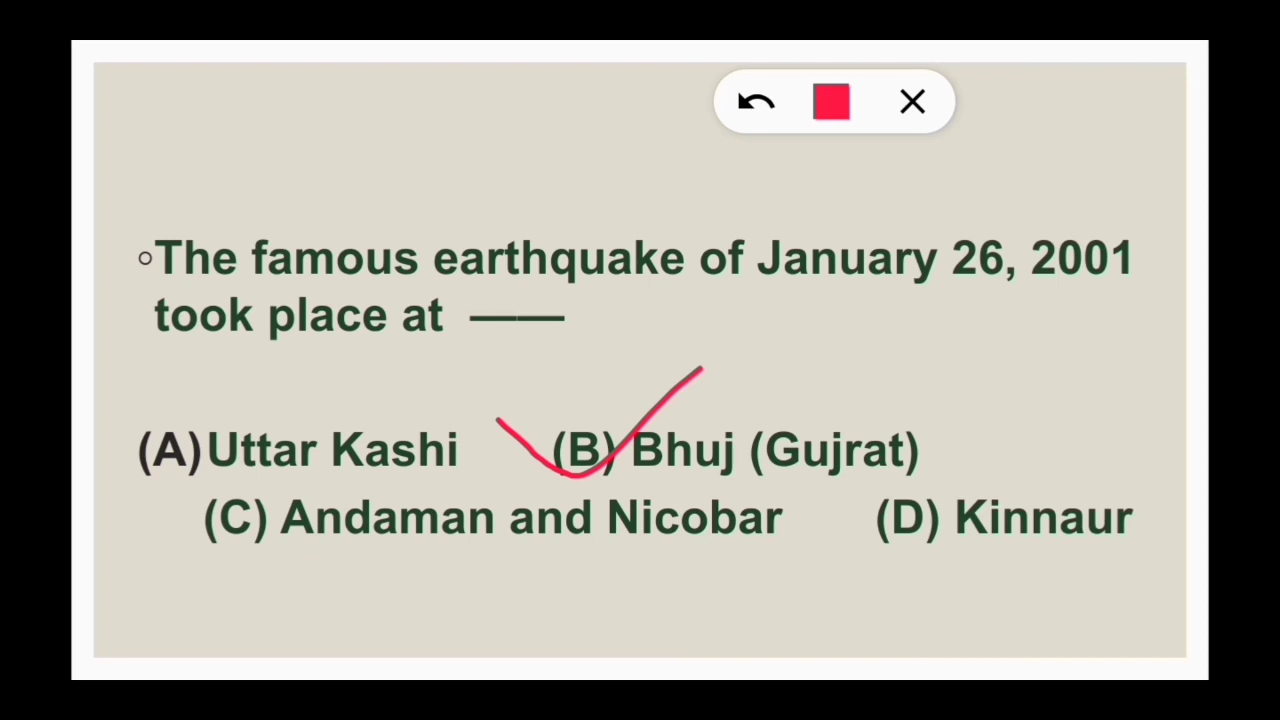 ◦The famous earthquake of January 26, 2001
took place at ——
(A) Uttar Kashi (B) Bhuj (Gujrat)
(C) Andaman and Nicobar (D) Kinnaur